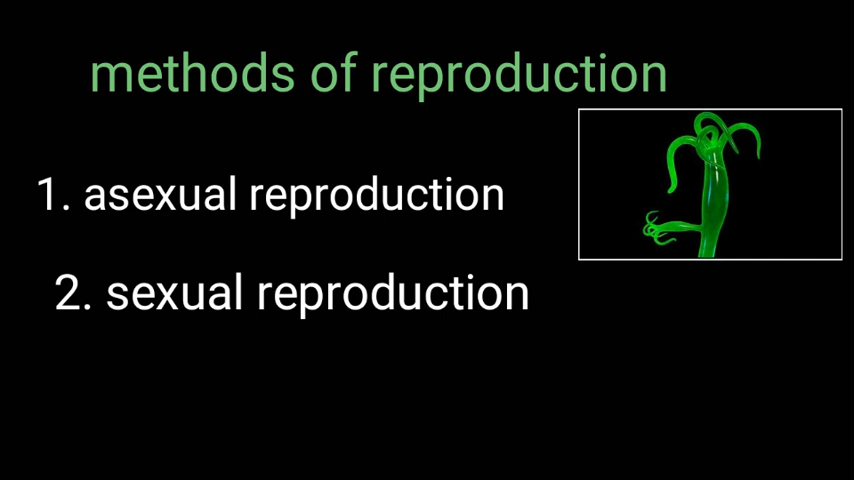 methods of reproduction
1. asexual reproduction
2. sexual reproduction